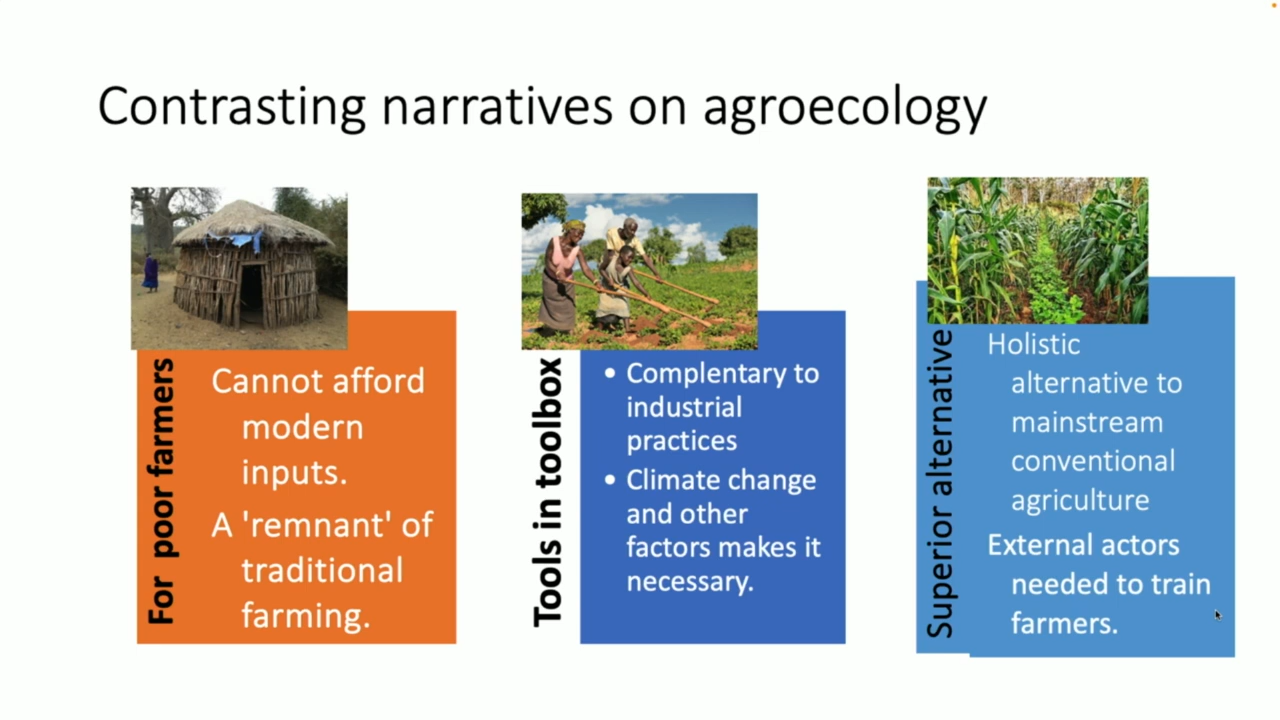 Contrasting narratives on agroecology
For poor farmers
Cannot afford
modern
inputs.
A 'remnant' of
traditional
farming.
Tools in toolbox
• Complentary to
industrial
practices
• Climate change
and other
factors makes it
necessary.
Superior alternative
Holistic
alternative to
mainstream
conventional
agriculture
External actors
needed to train
farmers.